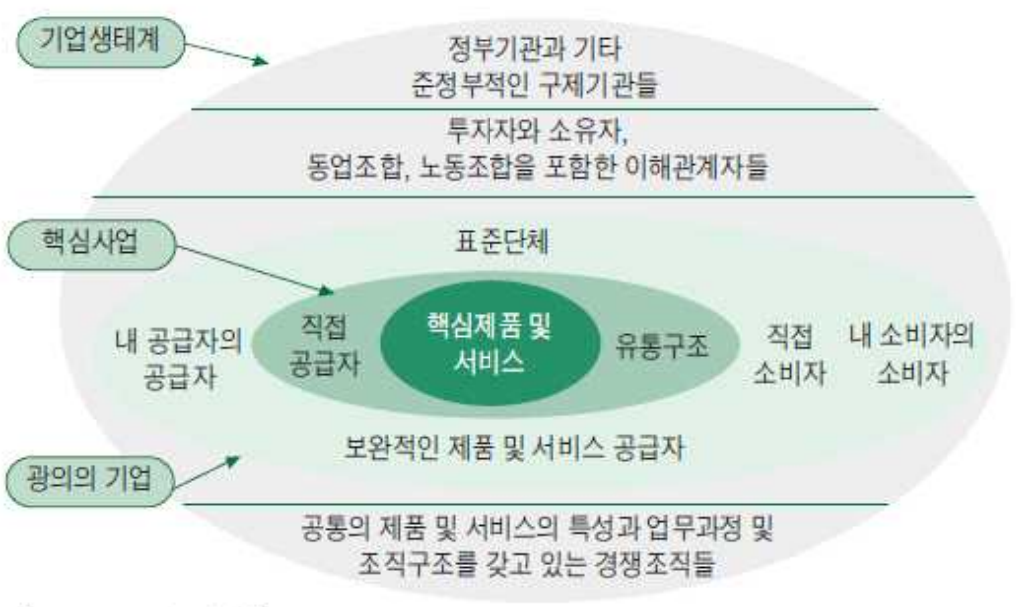 기업생태계
정부기관과 기타
준정부적인 구제기관들
투자자와 소유자,
동업조합, 노동조합을 포함한 이해관계자들
핵심사업
표준단체
내 공급자의
공급자
직접
공급자
핵심제품 및
서비스
유통구조
직접
소비자
내 소비자의
소비자
보완적인 제품 및 서비스 공급자
광의의 기업
공통의 제품 및 서비스의 특성과 업무과정 및
조직구조를 갖고 있는 경쟁조직들